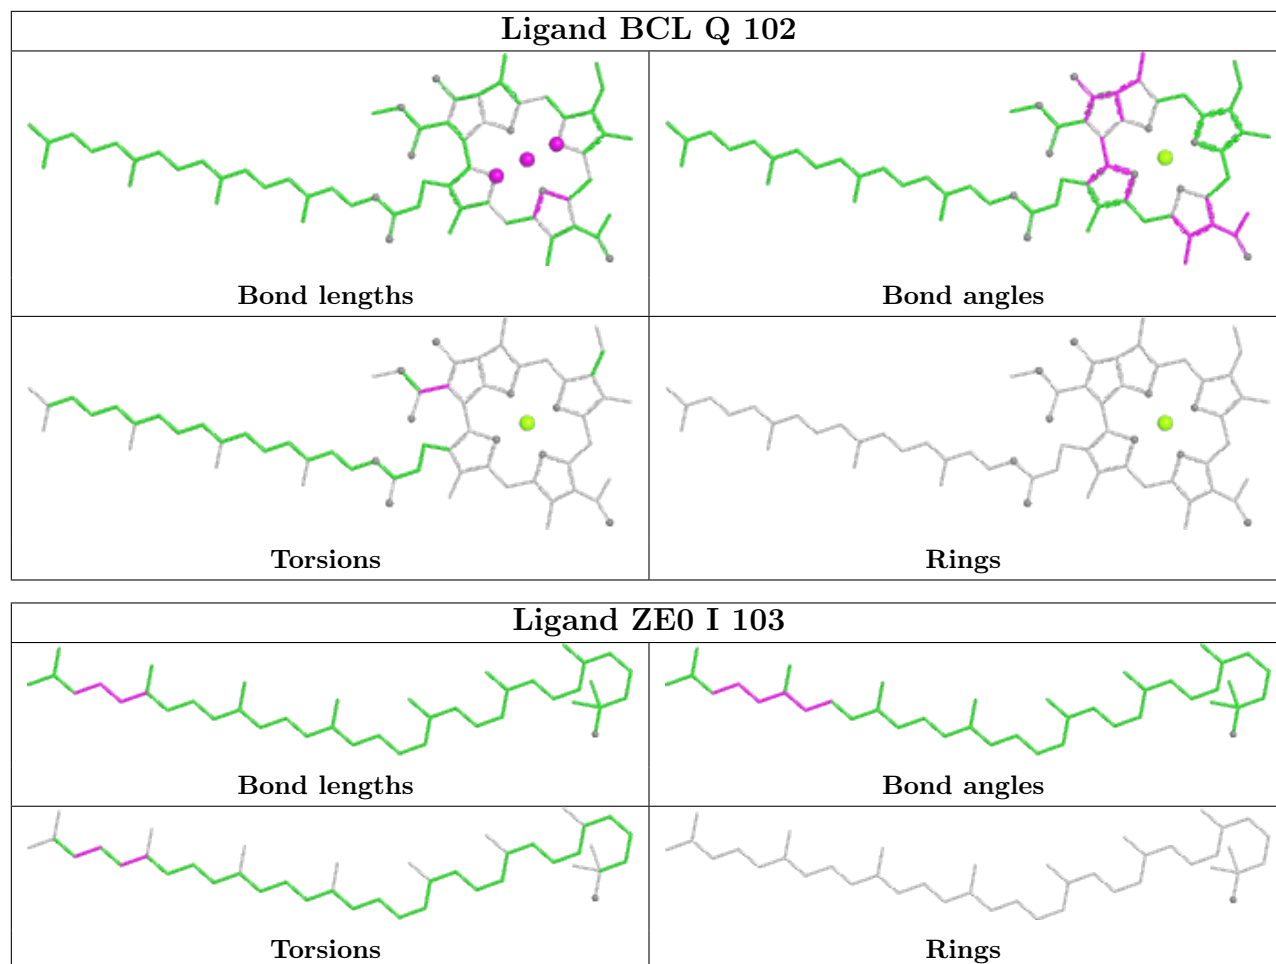 Ligand BCL Q 102
Bond lengths
Bond angles
Torsions
Rings
Ligand ZE0 I 103
Bond lengths
Bond angles
Torsions
Rings